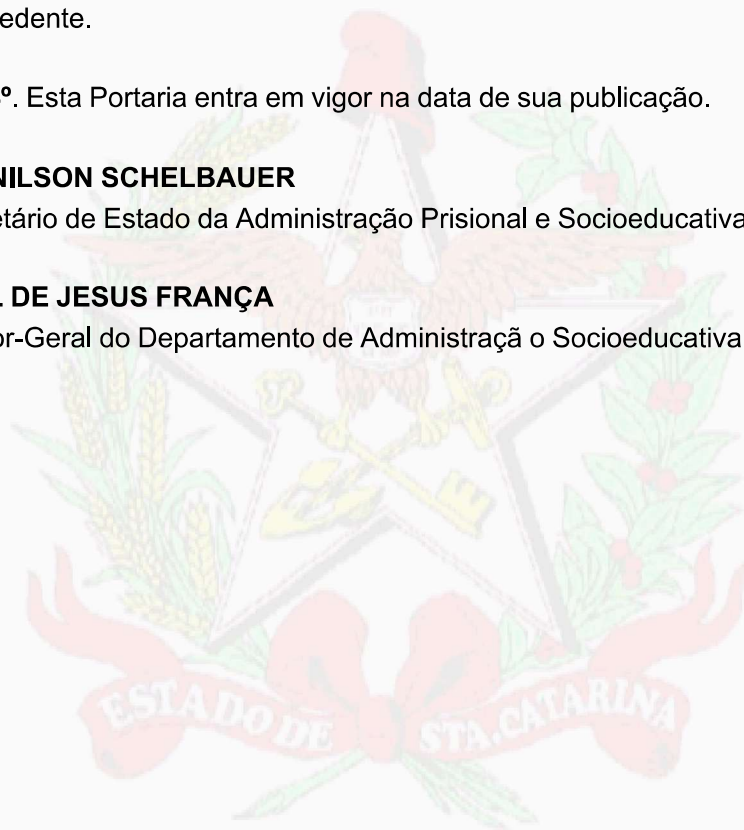 edente.
º. Esta Portaria entra em vigor na data de sua publicação.
NILSON SCHELBAUER
etário de Estado da Administração Prisional e Socioeducativa
DE JESUS FRANÇA
or-Geral do Departamento de Administraçã o Socioeducativa
ESTADO DE STA. CATARINA